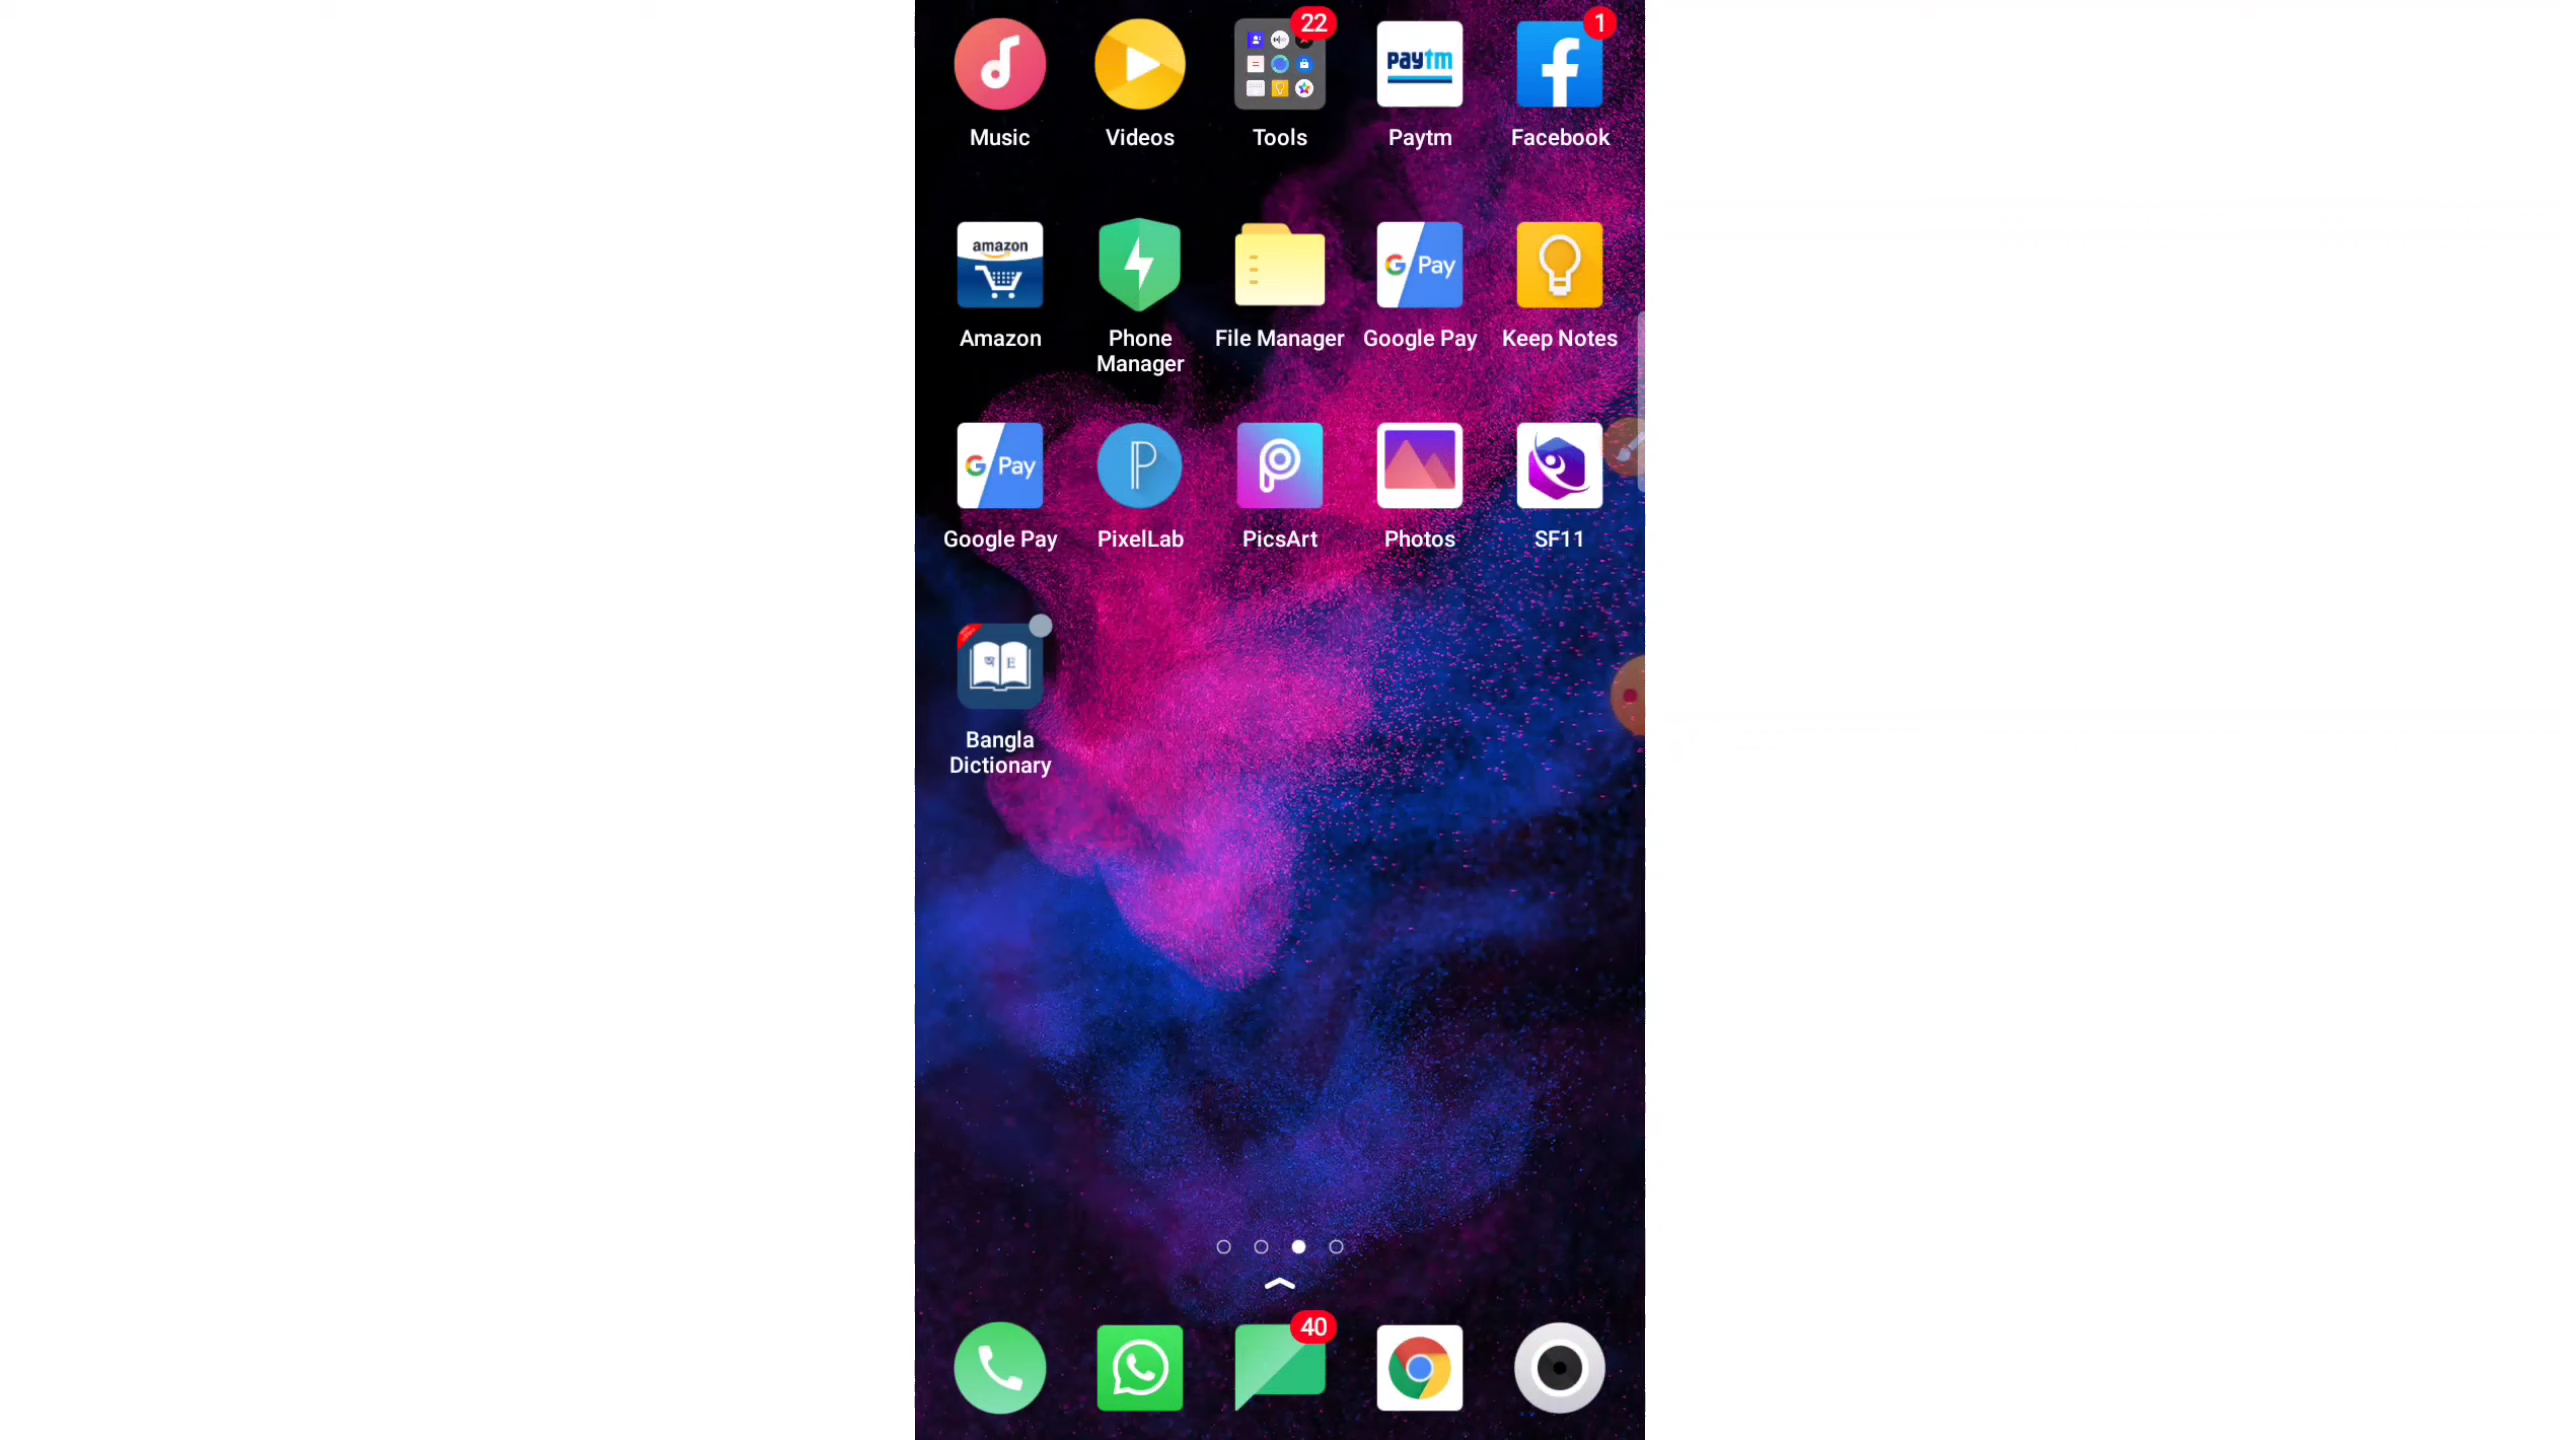 22
1
paytm
Music
Videos
Tools
Paytm
Facebook
amazon
G Pay
Amazon
Phone
Manager
File Manager
Google Pay
Keep Notes
G Pay
Google Pay
PixelLab
PicsArt
Photos
SF11
অ E
Bangla
Dictionary
40